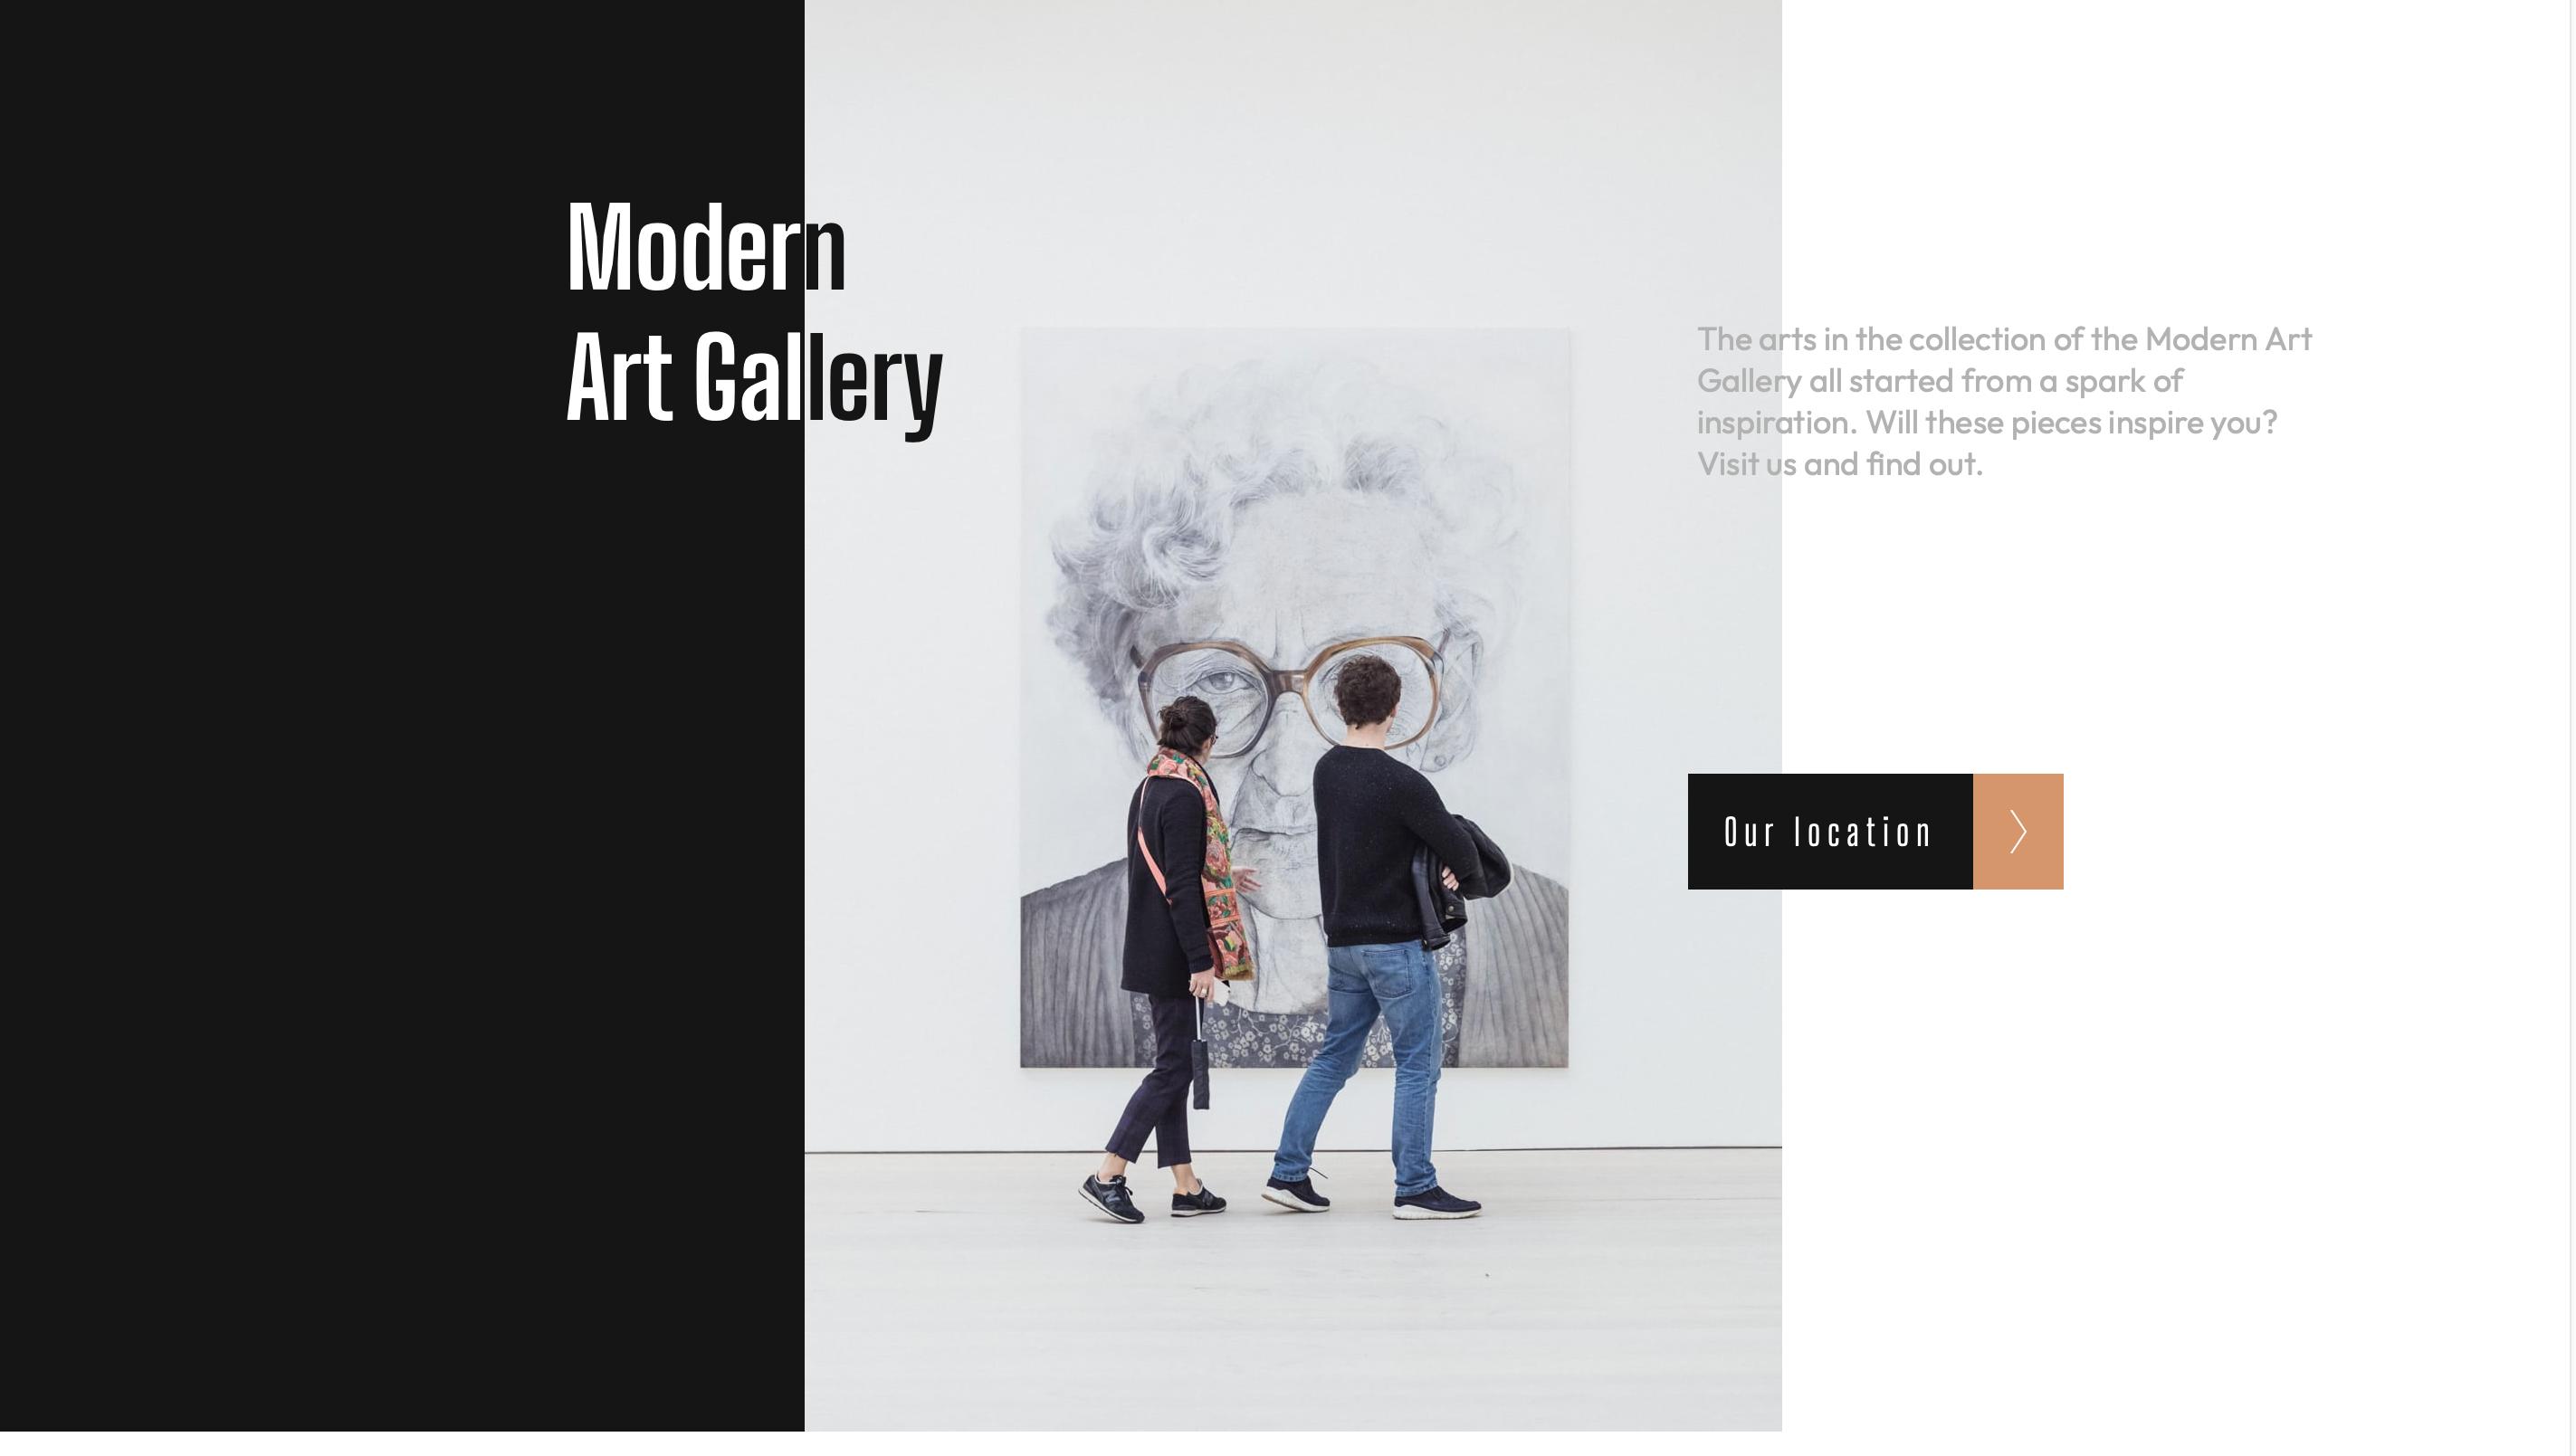 Modern
Art Gallery
The arts in the collection of the Modern Art
Gallery all started from a spark of
inspiration. Will these pieces inspire you?
Visit us and find out.
Our location